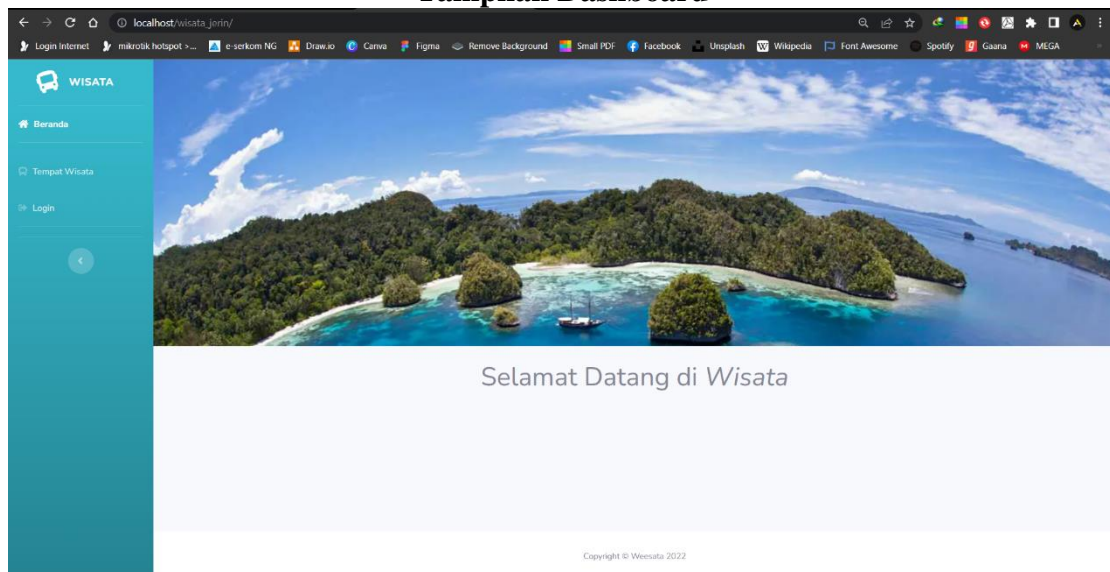 Tampilan Dashboard
localhost/wisata_jerin/
Login Internet mikrotik hotspot >... e-serkom NG Draw.io Canva Figma Remove Background Small PDF Facebook Unsplash Wikipedia Font Awesome Spotify Gaana MEGA
WISATA
Beranda
Tempat Wisata
Login
Selamat Datang di Wisata
Copyright © Weesata 2022